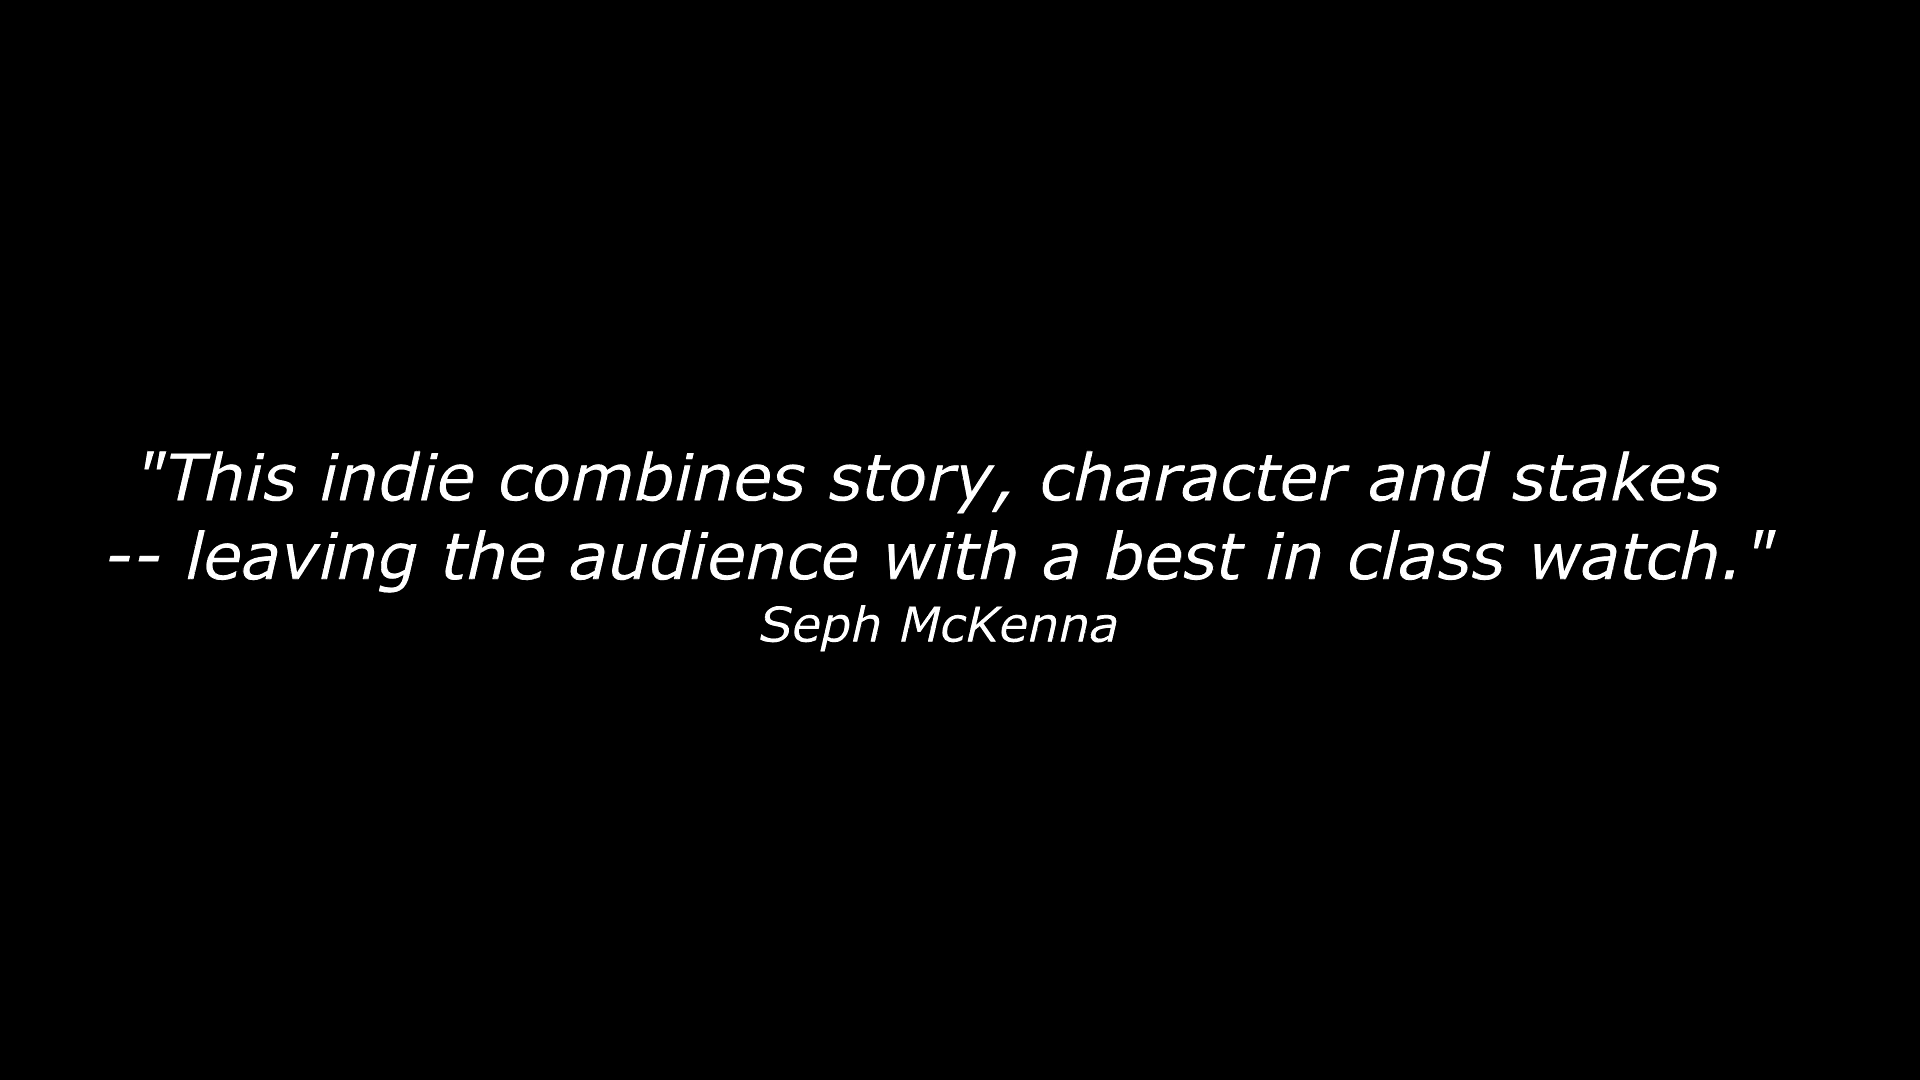 "This indie combines story, character and stakes
-- leaving the audience with a best in class watch."
Seph McKenna